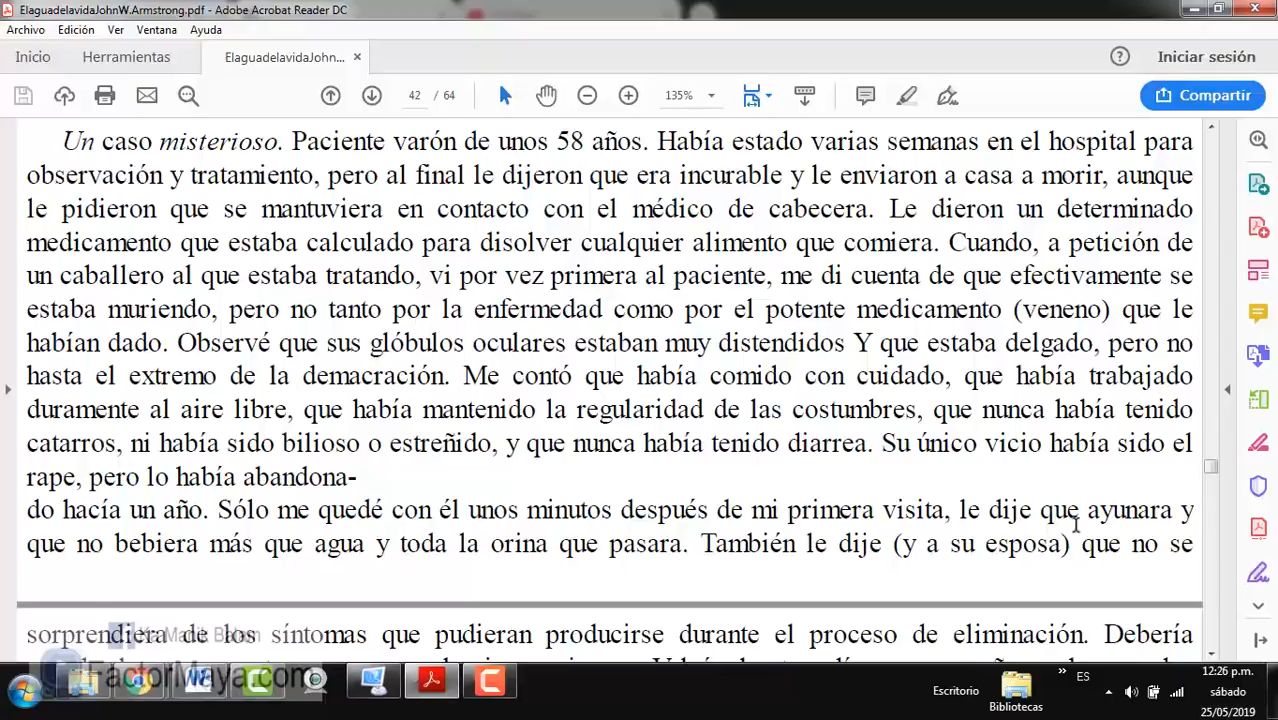 ElaguadelavidaJohnW.Armstrong.pdf - Adobe Acrobat Reader DC
Archivo Edición Ver Ventana Ayuda
Inicio Herramientas ElaguadelavidaJohn... × Iniciar sesión
42 / 64 135% Compartir
Un caso misterioso. Paciente varón de unos 58 años. Había estado varias semanas en el hospital para
observación y tratamiento, pero al final le dijeron que era incurable y le enviaron a casa a morir, aunque
le pidieron que se mantuviera en contacto con el médico de cabecera. Le dieron un determinado
medicamento que estaba calculado para disolver cualquier alimento que comiera. Cuando, a petición de
un caballero al que estaba tratando, vi por vez primera al paciente, me di cuenta de que efectivamente se
estaba muriendo, pero no tanto por la enfermedad como por el potente medicamento (veneno) que le
habían dado. Observé que sus glóbulos oculares estaban muy distendidos Y que estaba delgado, pero no
hasta el extremo de la demacración. Me contó que había comido con cuidado, que había trabajado
duramente al aire libre, que había mantenido la regularidad de las costumbres, que nunca había tenido
catarros, ni había sido bilioso o estreñido, y que nunca había tenido diarrea. Su único vicio había sido el
rape, pero lo había abandona-
do hacía un año. Sólo me quedé con él unos minutos después de mi primera visita, le dije que ayunara y
que no bebiera más que agua y toda la orina que pasara. También le dije (y a su esposa) que no se
sorprendiera de los síntomas que pudieran producirse durante el proceso de eliminación. Debería
FactorMaya.com
Escritorio Bibliotecas » ES
12:26 p.m.
sábado
25/05/2019